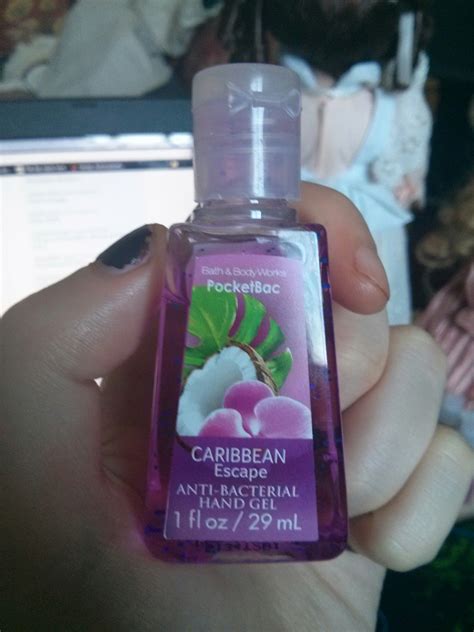 Bath & Body Works
PocketBac
CARIBBEAN
Escape
ANTI-BACTERIAL
HAND GEL
1 fl oz / 29 mL